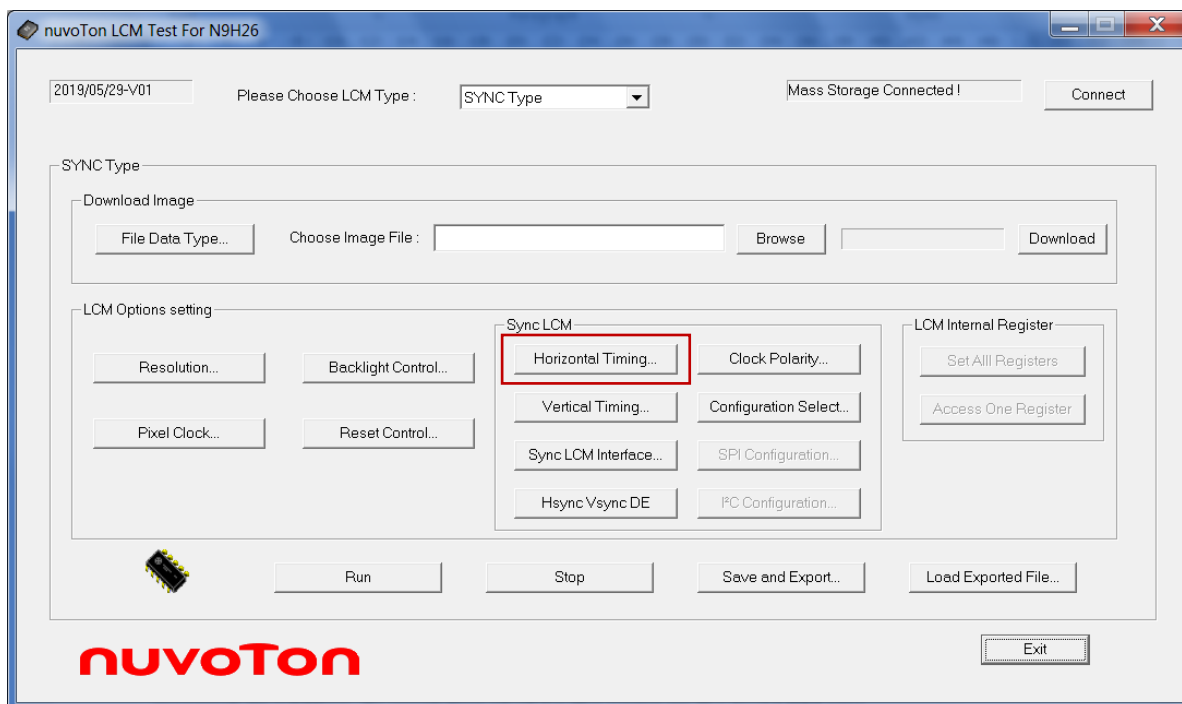 nuvoTon LCM Test For N9H26
2019/05/29-V01
Please Choose LCM Type :
SYNC Type
Mass Storage Connected !
Connect
SYNC Type
Download Image
File Data Type...
Choose Image File :
Browse
Download
LCM Options setting
Sync LCM
LCM Internal Register
Resolution...
Backlight Control...
Horizontal Timing...
Clock Polarity...
Set Alll Registers
Vertical Timing...
Configuration Select...
Access One Register
Pixel Clock...
Reset Control...
Sync LCM Interface...
SPI Configuration...
Hsync Vsync DE
I²C Configuration...
Run
Stop
Save and Export...
Load Exported File...
nuvoTon
Exit